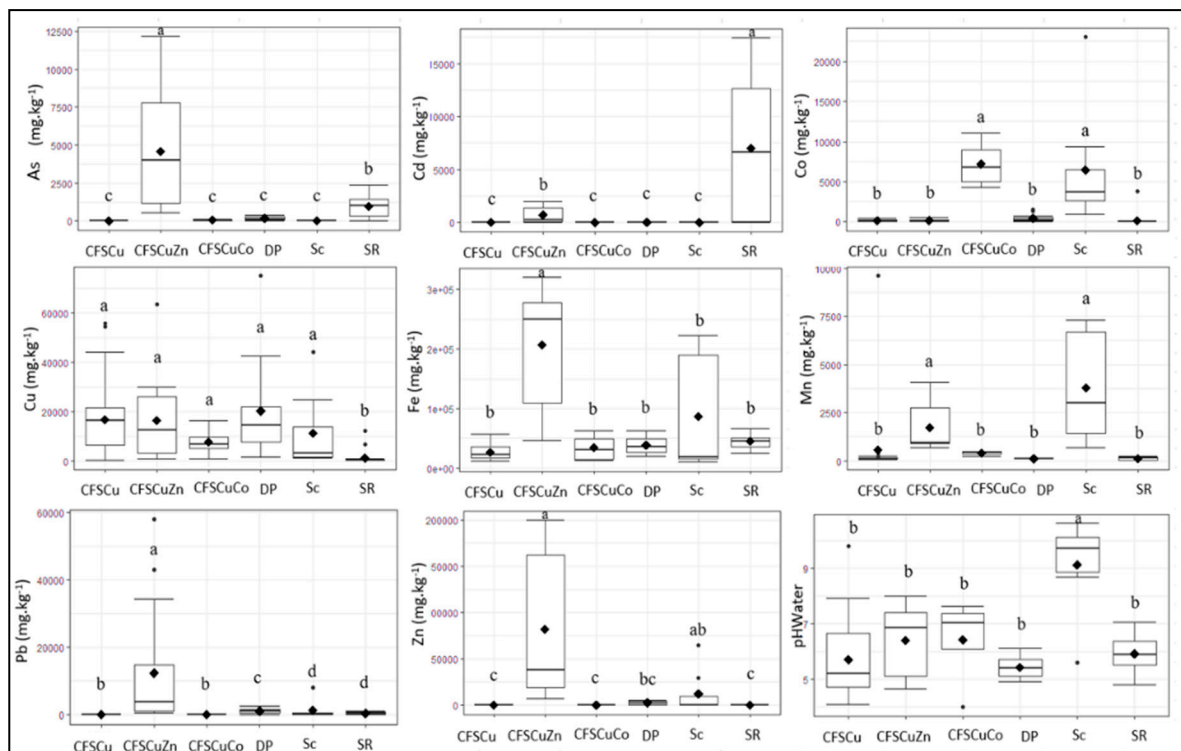 a
12500
10000
7500
5000
2500
0
As (mg.kg-1)
c
c
c
c
b
CFSCu CFSCuZn CFSCuCo DP Sc SR
a
15000
10000
5000
0
Cd (mg.kg-1)
c
b
c
c
c
CFSCu CFSCuZn CFSCuCo DP Sc SR
20000
15000
10000
5000
0
Co (mg.kg-1)
b
b
a
b
a
b
CFSCu CFSCuZn CFSCuCo DP Sc SR
60000
40000
20000
0
Cu (mg.kg-1)
a
a
a
a
a
b
CFSCu CFSCuZn CFSCuCo DP Sc SR
3e+05
2e+05
1e+05
0e+00
Fe (mg.kg-1)
b
a
b
b
b
b
CFSCu CFSCuZn CFSCuCo DP Sc SR
10000
7500
5000
2500
0
Mn (mg.kg-1)
b
a
b
b
a
b
CFSCu CFSCuZn CFSCuCo DP Sc SR
60000
40000
20000
0
Pb (mg.kg-1)
b
a
b
c
d
d
CFSCu CFSCuZn CFSCuCo DP Sc SR
200000
50000
0
Zn (mg.kg-1)
c
a
c
bc
ab
c
CFSCu CFSCuZn CFSCuCo DP Sc SR
9
7
5
pHWater
b
b
b
b
a
b
CFSCu CFSCuZn CFSCuCo DP Sc SR